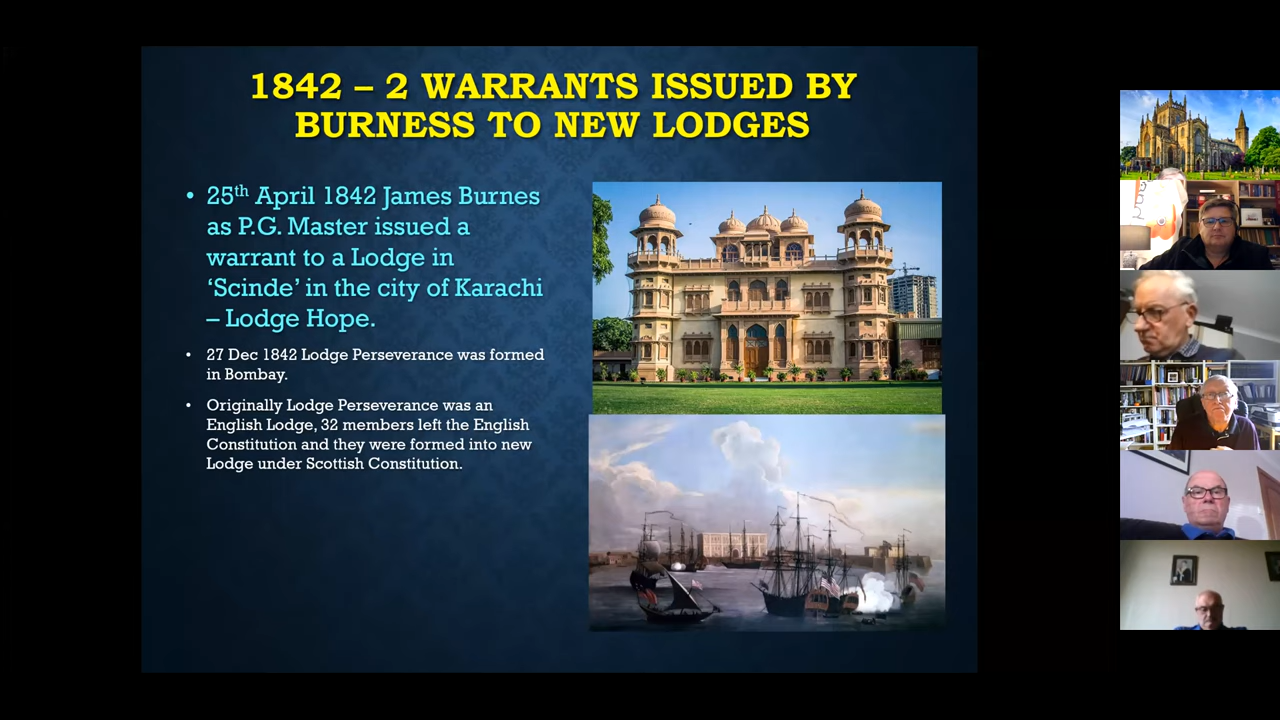 1842 – 2 WARRANTS ISSUED BY
BURNESS TO NEW LODGES
• 25th April 1842 James Burnes
as P.G. Master issued a
warrant to a Lodge in
‘Scinde’ in the city of Karachi
– Lodge Hope.
• 27 Dec 1842 Lodge Perseverance was formed
in Bombay.
• Originally Lodge Perseverance was an
English Lodge, 32 members left the English
Constitution and they were formed into new
Lodge under Scottish Constitution.